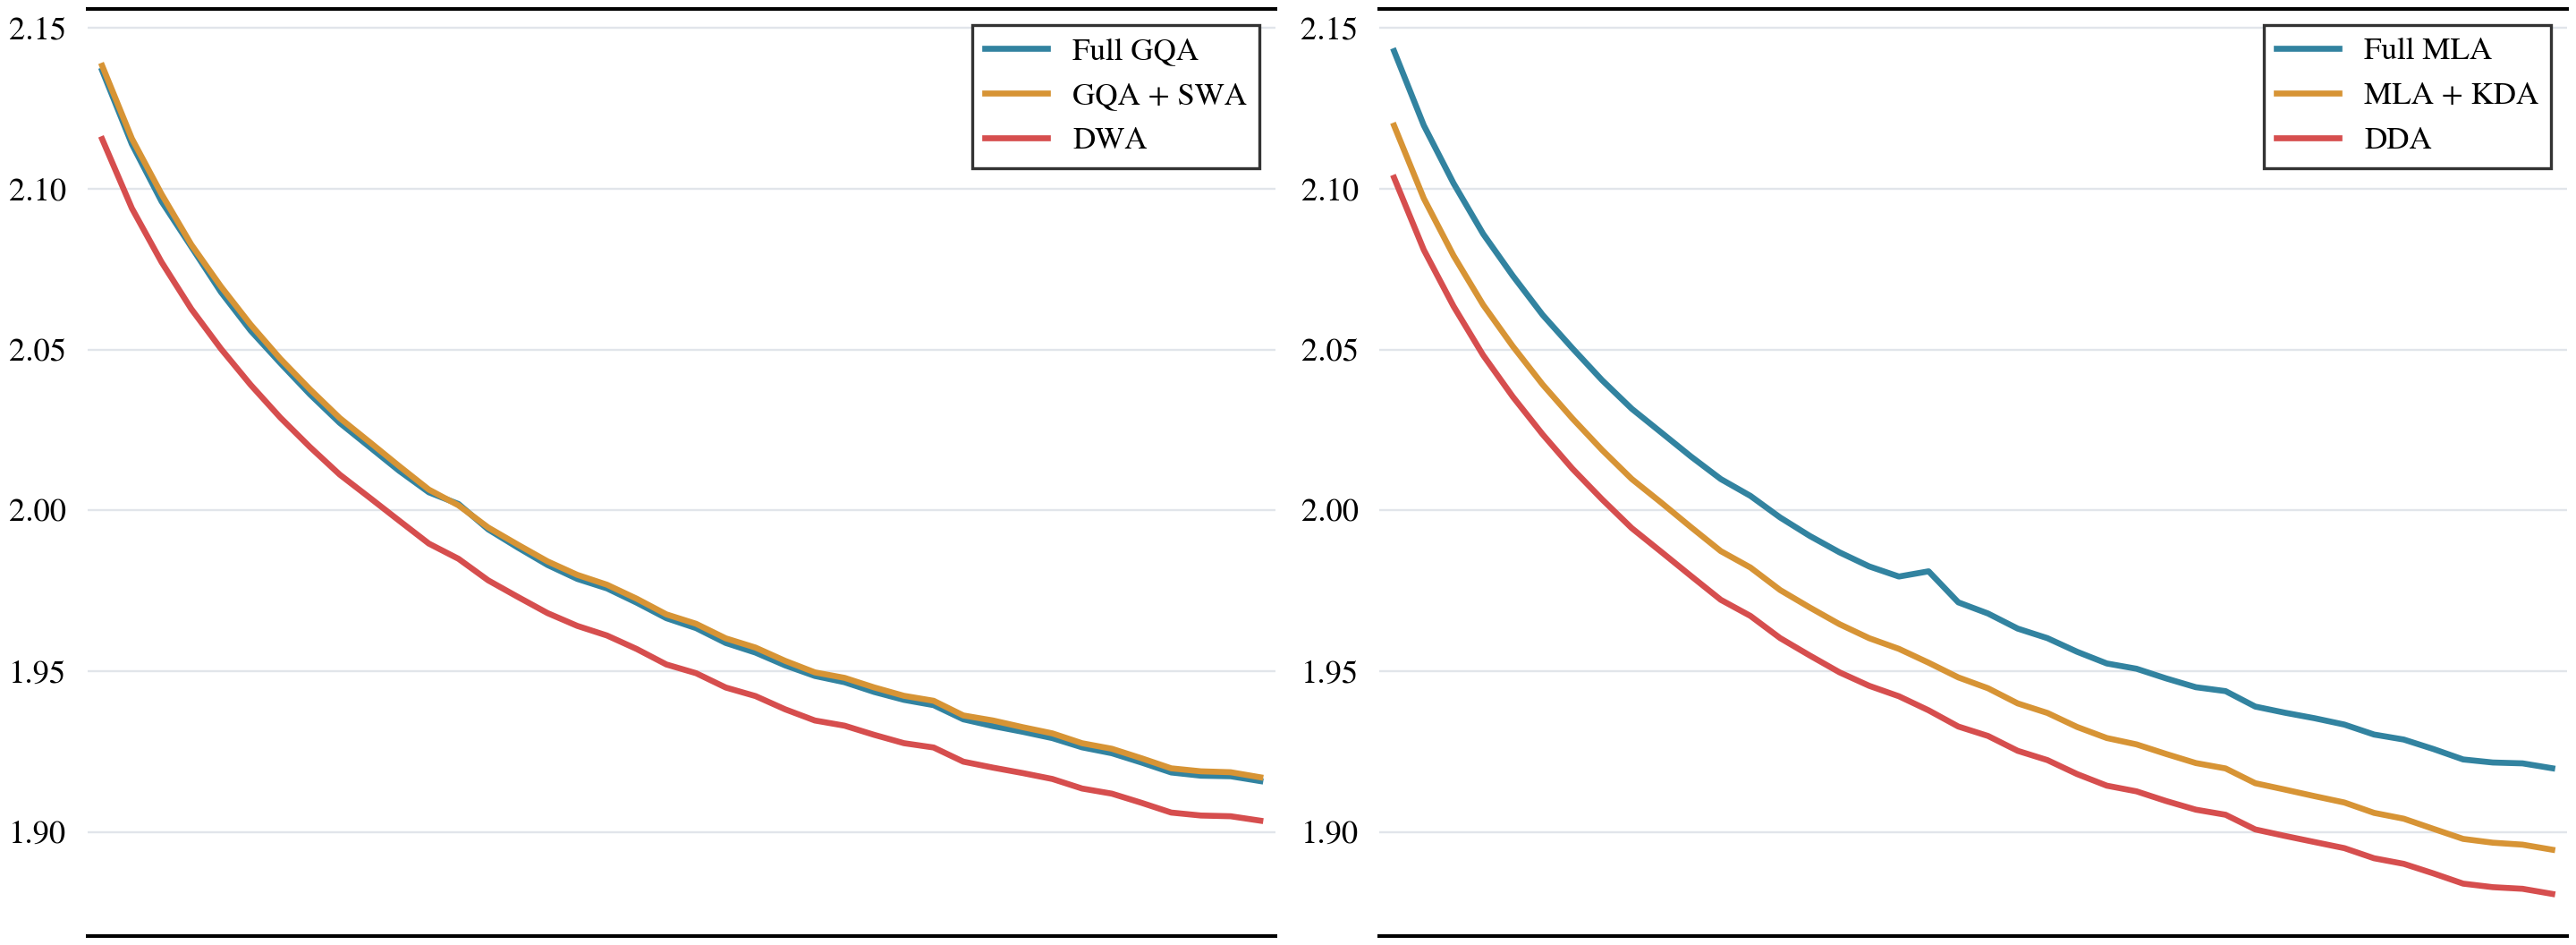 2.15
2.10
2.05
2.00
1.95
1.90
Full GQA
GQA + SWA
DWA
2.15
2.10
2.05
2.00
1.95
1.90
Full MLA
MLA + KDA
DDA